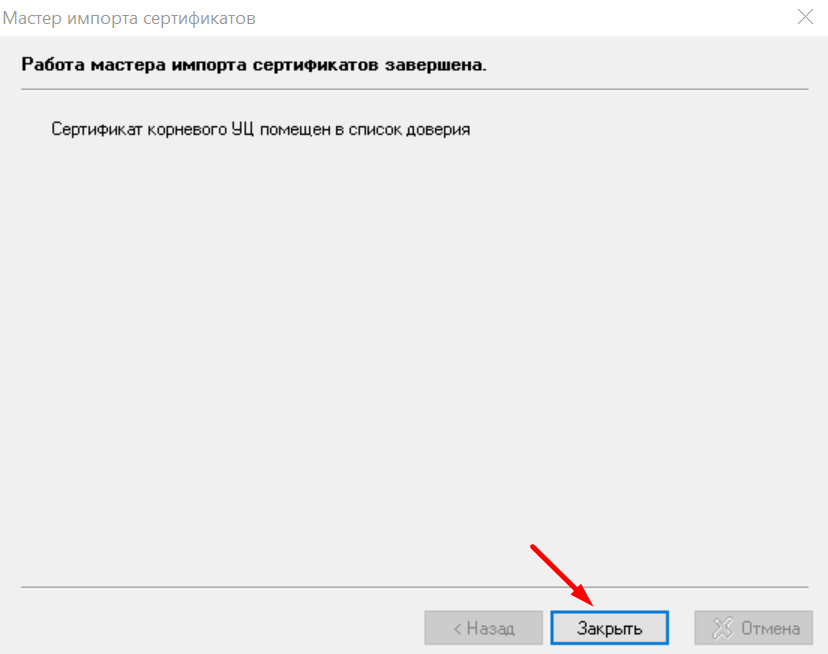 Мастер импорта сертификатов
Работа мастера импорта сертификатов завершена.
Сертификат корневого УЦ помещен в список доверия
< Назад
Закрыть
Отмена